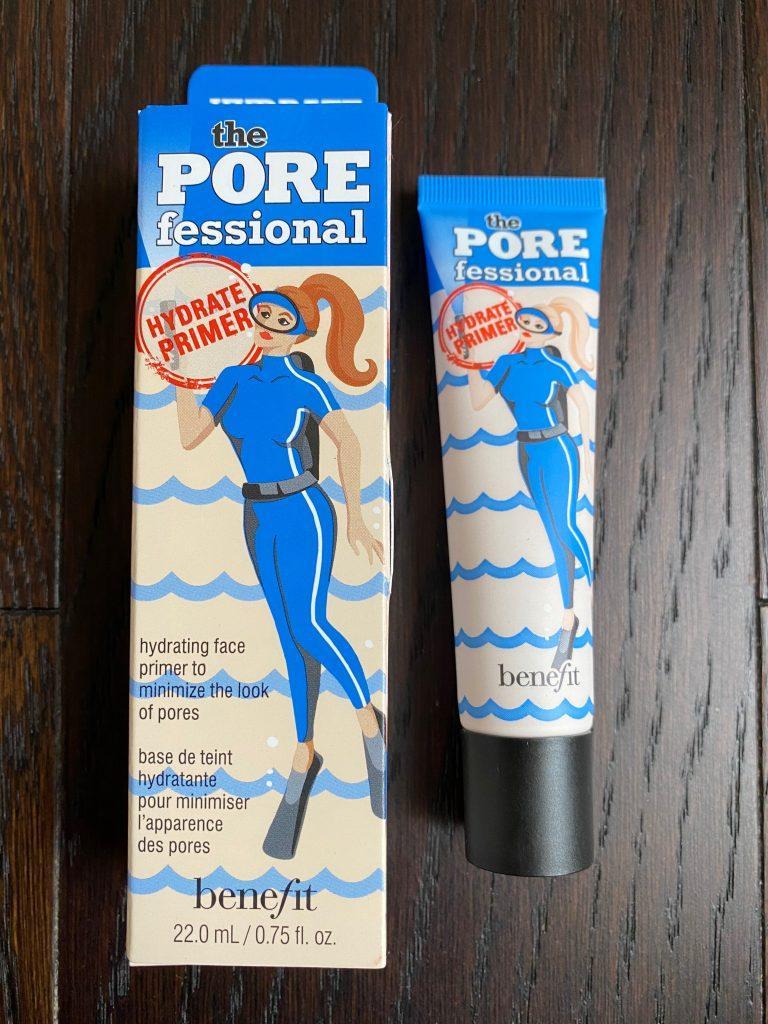 the
PORE
fessional
HYDRATE
PRIMER
hydrating face
primer to
minimize the look
of pores
base de teint
hydratante
pour minimiser
l'apparence
des pores
benefit
22.0 mL / 0.75 fl. oz.
the
PORE
fessional
HYDRATE
PRIMER
benefit